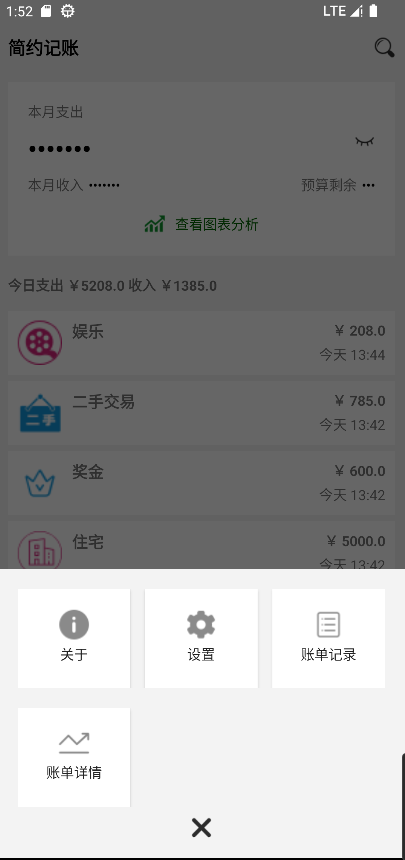 1:52 LTE
简约记账
本月支出
•••••••
本月收入 ••••••• 预算剩余 •••
查看图表分析
今日支出 ￥5208.0 收入 ￥1385.0
娱乐 ￥ 208.0
今天 13:44
二手
二手交易 ￥ 785.0
今天 13:42
奖金 ￥ 600.0
今天 13:42
住宅 ￥ 5000.0
今天 13:42
关于 设置 账单记录
账单详情